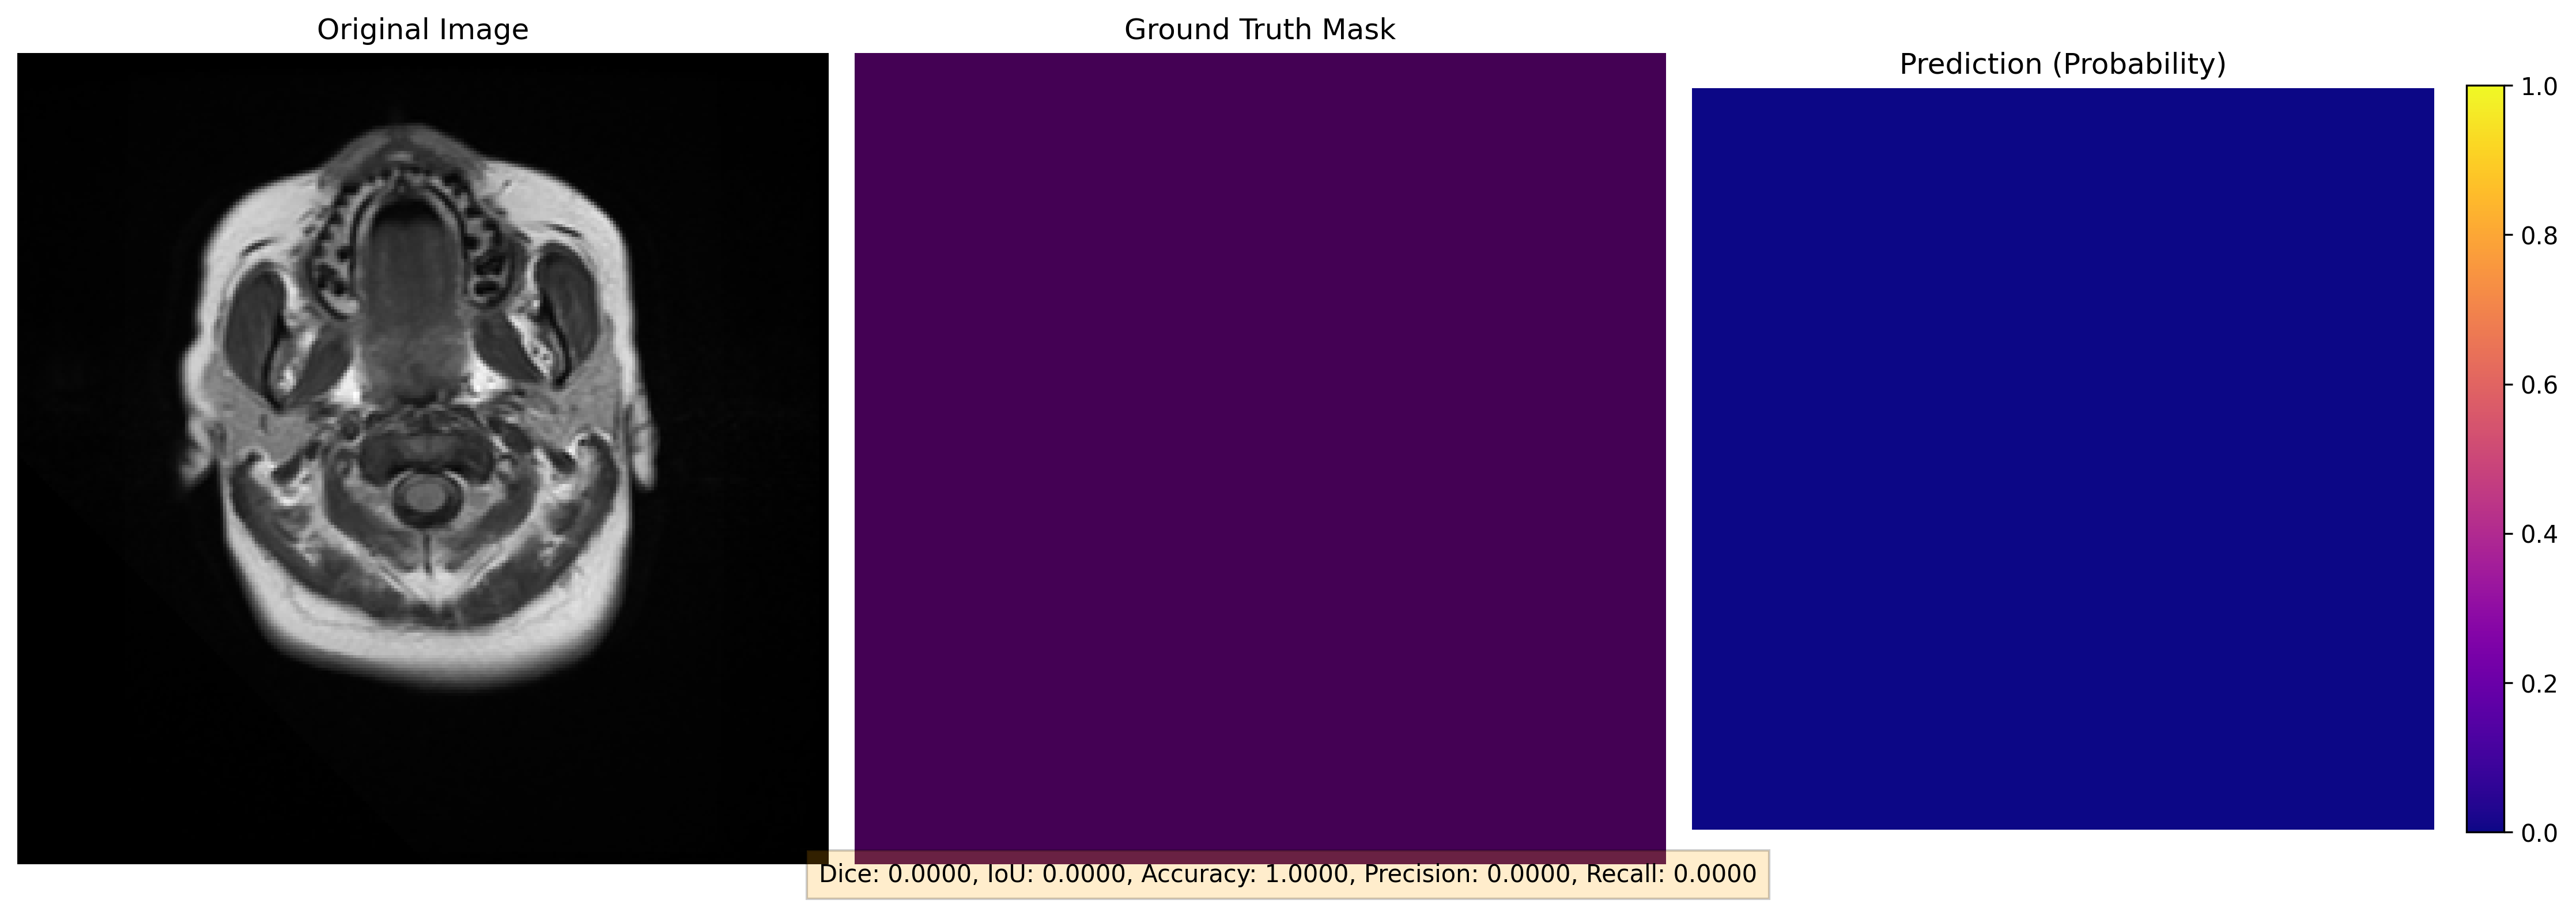 Original Image
Ground Truth Mask
Prediction (Probability)
1.0
0.8
0.6
0.4
0.2
0.0
Dice: 0.0000, IoU: 0.0000, Accuracy: 1.0000, Precision: 0.0000, Recall: 0.0000